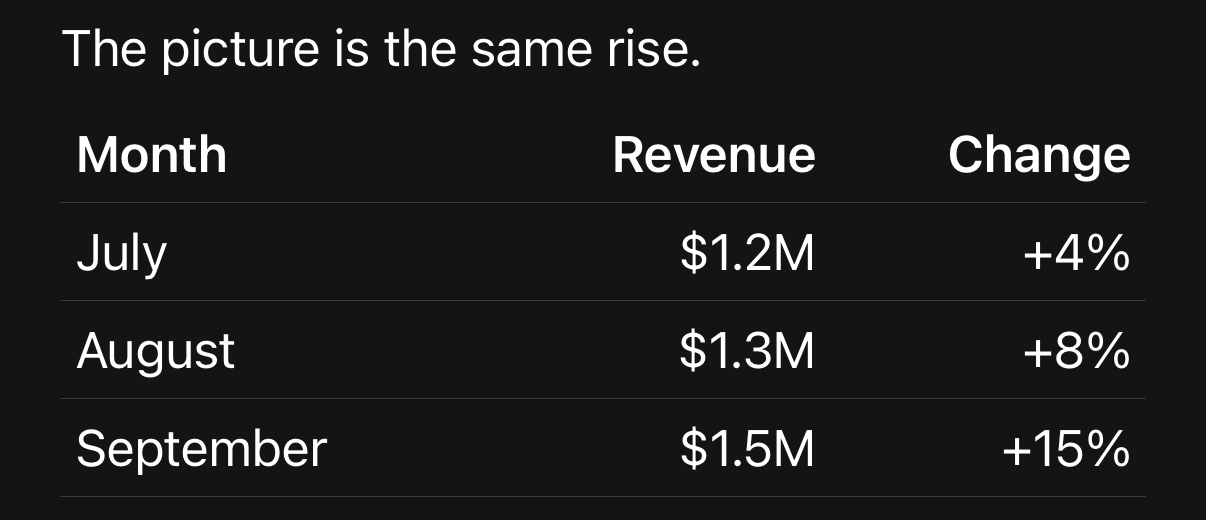 The picture is the same rise.
Month Revenue Change
July $1.2M +4%
August $1.3M +8%
September $1.5M +15%